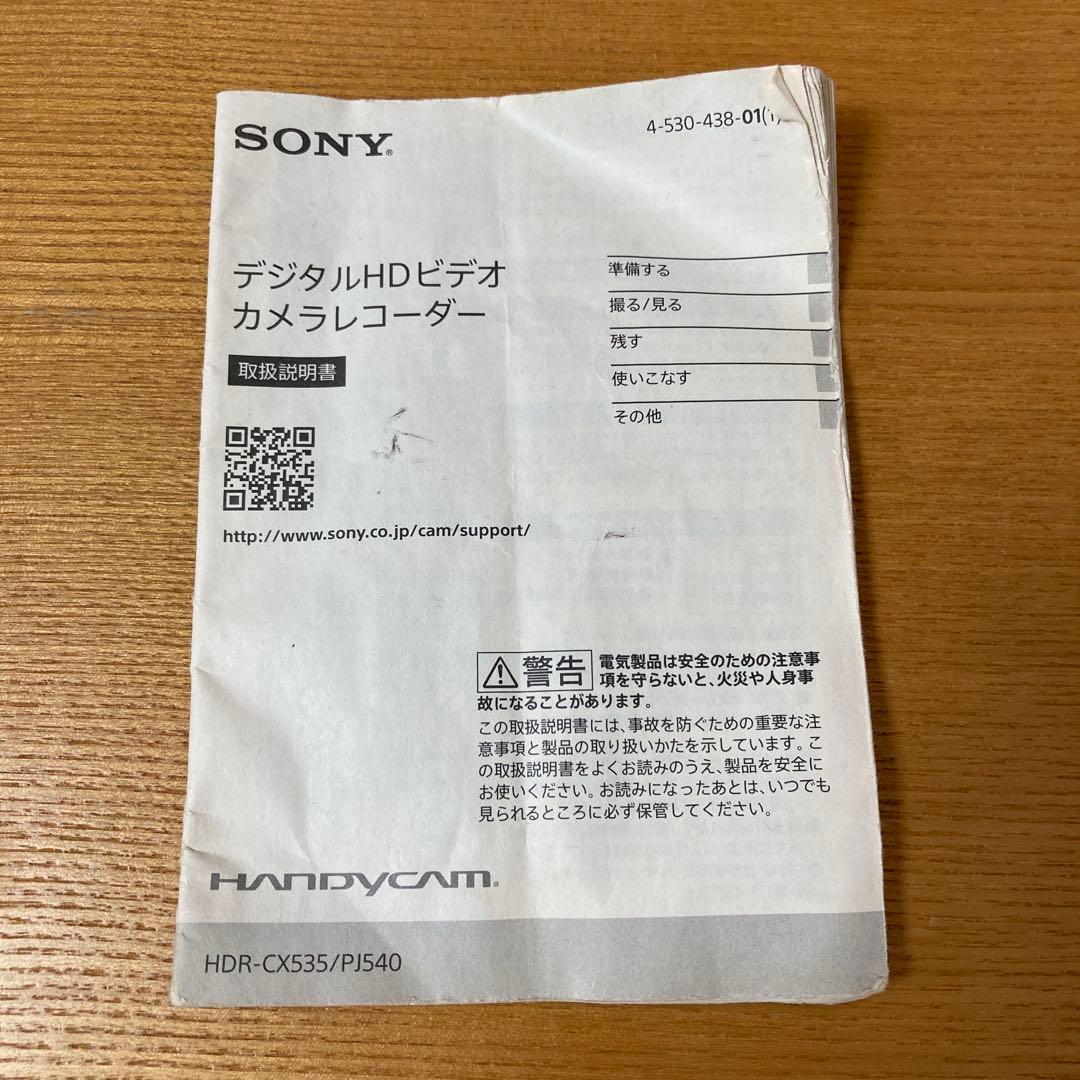 SONY®
4-530-438-01(1)
デジタルHDビデオ
カメラレコーダー
取扱説明書
準備する
撮る/見る
残す
使いこなす
その他
http://www.sony.co.jp/cam/support/
警告 電気製品は安全のための注意事
項を守らないと、火災や人身事
故になることがあります。
この取扱説明書には、事故を防ぐための重要な注
意事項と製品の取り扱いかたを示しています。こ
の取扱説明書をよくお読みのうえ、製品を安全に
お使いください。お読みになったあとは、いつでも
見られるところに必ず保管してください。
HANDYCAM®
HDR-CX535/PJ540